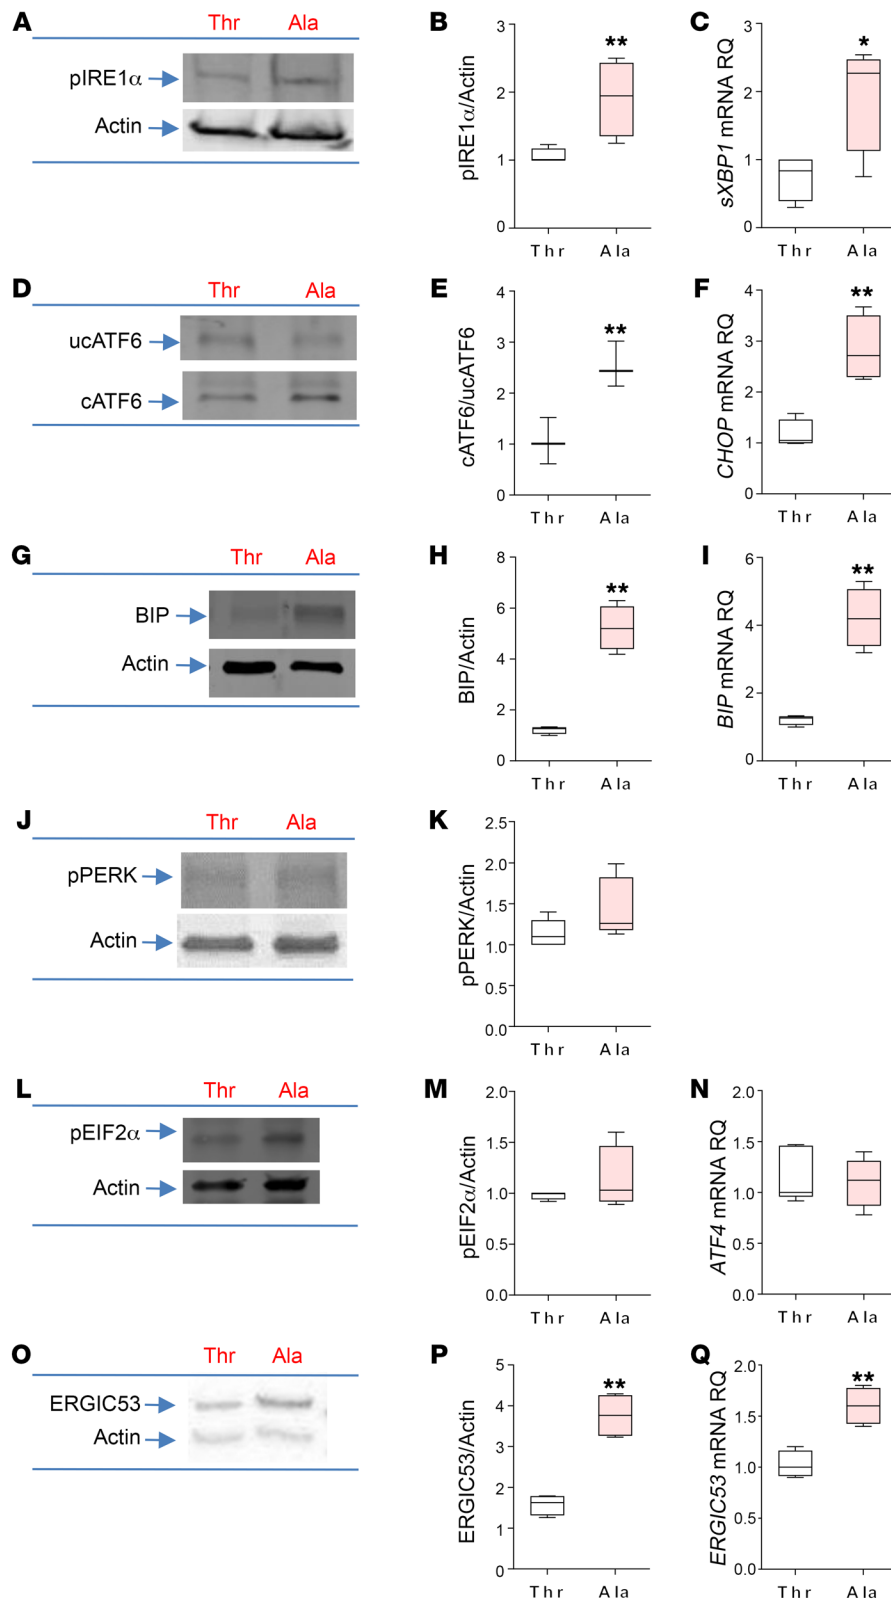 A
Thr Ala
pIRE1α
Actin
B
pIRE1α/Actin
3
2
1
0
**
Thr Ala
C
sXBP1 mRNA RQ
3
2
1
0
*
Thr Ala
D
Thr Ala
ucATF6
cATF6
E
cATF6/ucATF6
4
3
2
1
0
**
Thr Ala
F
CHOP mRNA RQ
4
3
2
1
0
**
Thr Ala
G
Thr Ala
BIP
Actin
H
BIP/Actin
8
6
4
2
0
**
Thr Ala
I
BIP mRNA RQ
6
4
2
0
**
Thr Ala
J
Thr Ala
pPERK
Actin
K
pPERK/Actin
2.5
2.0
1.5
1.0
0.5
0.0
Thr Ala
L
Thr Ala
pEIF2α
Actin
M
pEIF2α/Actin
2.0
1.5
1.0
0.5
0.0
Thr Ala
N
ATF4 mRNA RQ
2.0
1.5
1.0
0.5
0.0
Thr Ala
O
Thr Ala
ERGIC53
Actin
P
ERGIC53/Actin
5
4
3
2
1
0
**
Thr Ala
Q
ERGIC53 mRNA RQ
2.0
1.5
1.0
0.5
0.0
**
Thr Ala